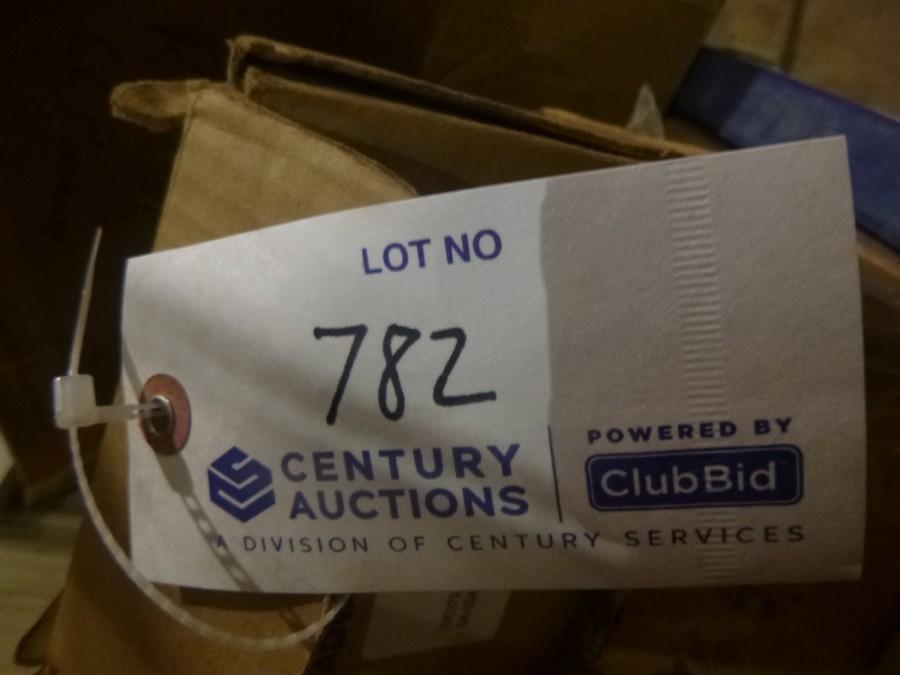 LOT NO
782
CENTURY
AUCTIONS
POWERED BY
ClubBid
A DIVISION OF CENTURY SERVICES